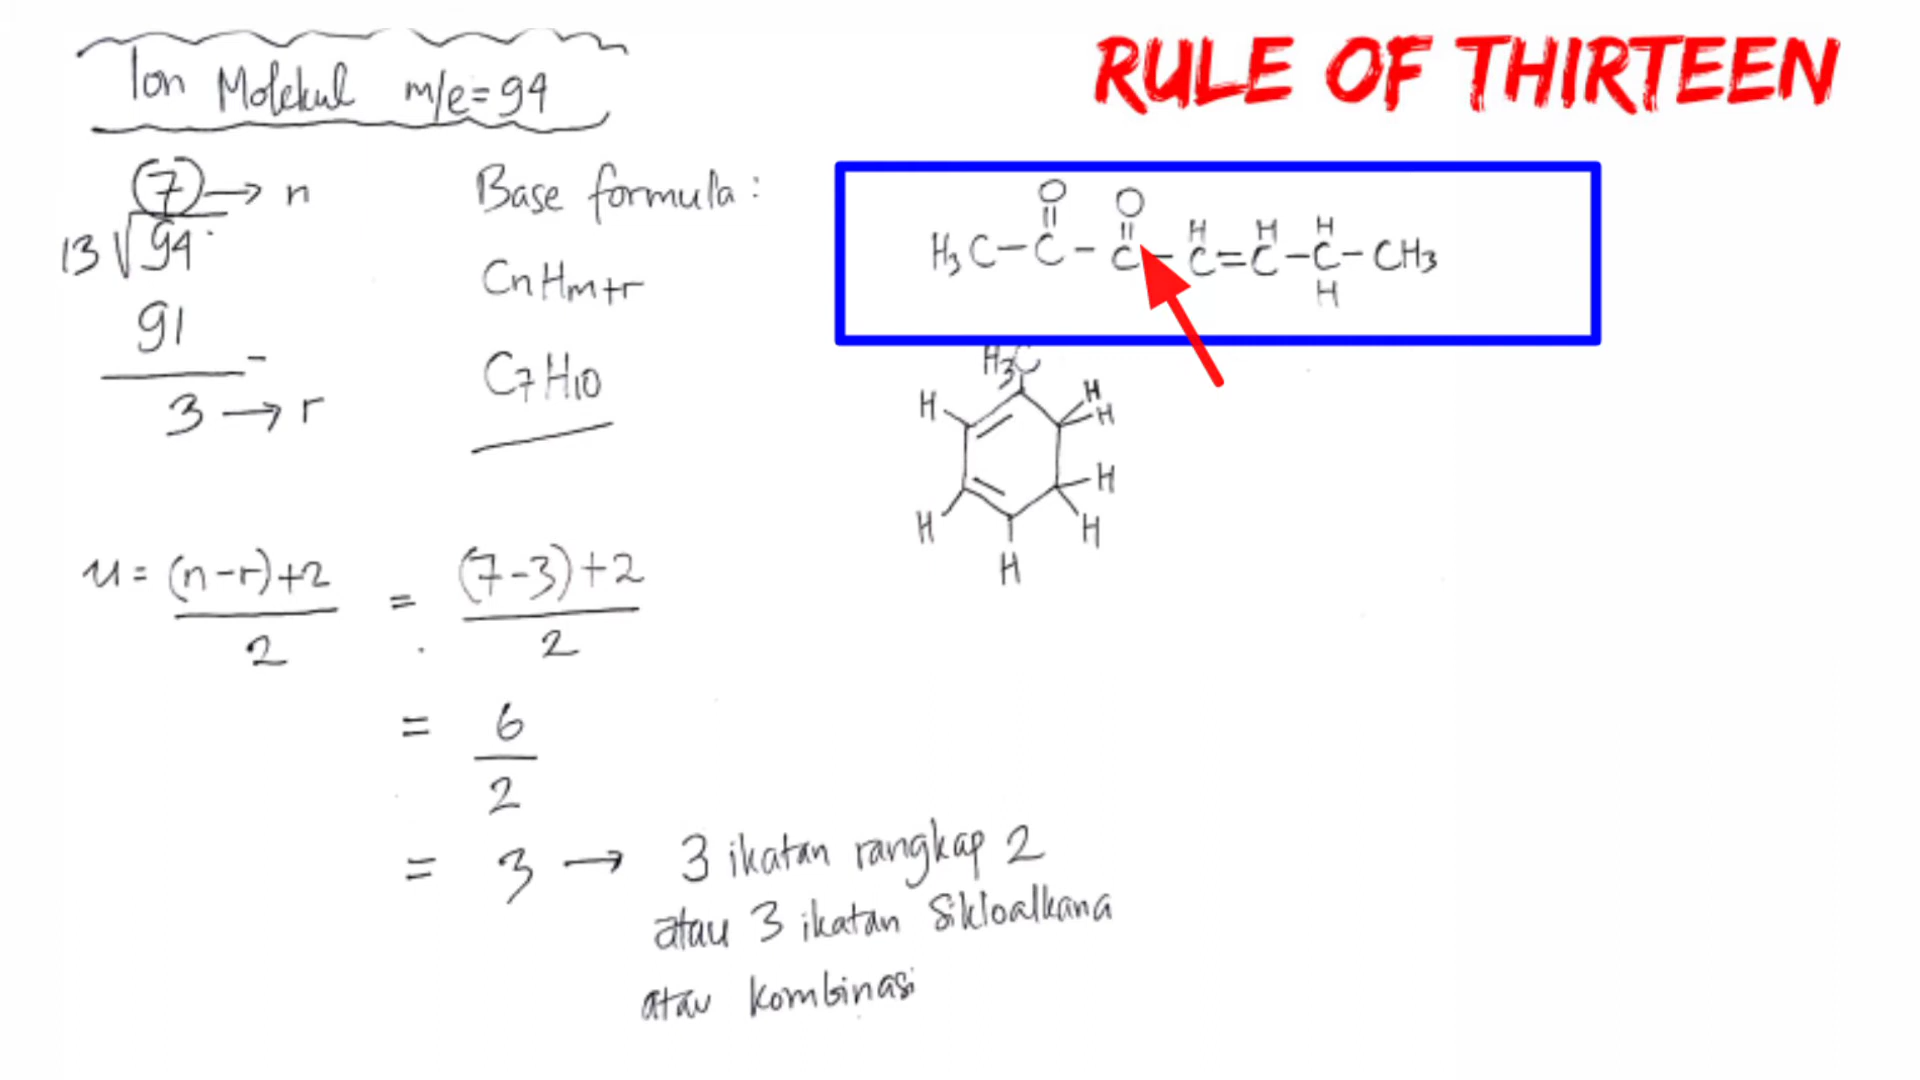 RULE OF THIRTEEN
Ion Molekul m/e=94
7 → n
13 √94
91 -
3 → r
Base formula:
CnHm+r
C7H10
O O
H H H
H3C-C-C-C=C-C-CH3
H
H3C
H H
H
H
H
H
H
u = (n-r)+2 = (7-3)+2
2 2
= 6
2
= 3 → 3 ikatan rangkap 2
atau 3 ikatan sikloalkana
atau kombinasi